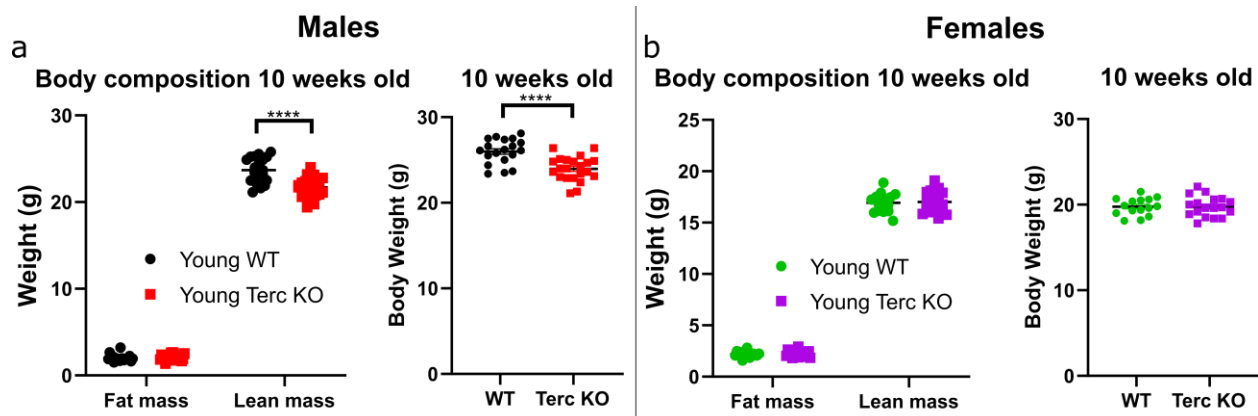 Males
Females
a
b
Body composition 10 weeks old
10 weeks old
Body composition 10 weeks old
10 weeks old
****
****
Weight (g)
30
20
10
0
Young WT
Young Terc KO
Fat mass Lean mass
Body Weight (g)
30
20
10
0
WT Terc KO
Weight (g)
25
20
15
10
5
0
Young WT
Young Terc KO
Fat mass Lean mass
Body Weight (g)
30
20
10
0
WT Terc KO